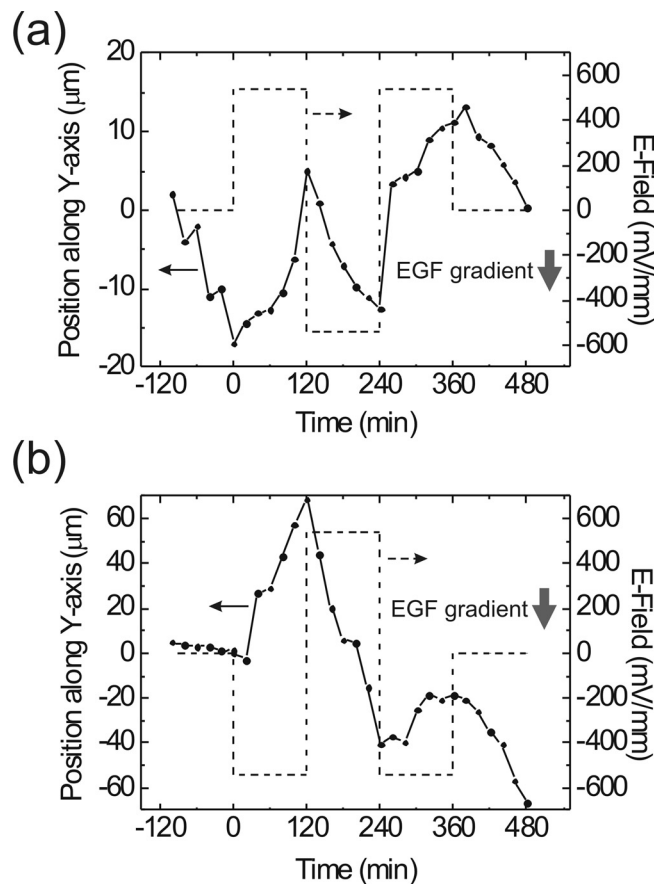 (a)
Position along Y-axis (μm)
20
10
0
-10
-20
600
400
200
0
-200
-400
-600
E-Field (mV/mm)
EGF gradient
-120 0 120 240 360 480
Time (min)
(b)
Position along Y-axis (μm)
60
40
20
0
-20
-40
-60
600
400
200
0
-200
-400
-600
E-Field (mV/mm)
EGF gradient
-120 0 120 240 360 480
Time (min)